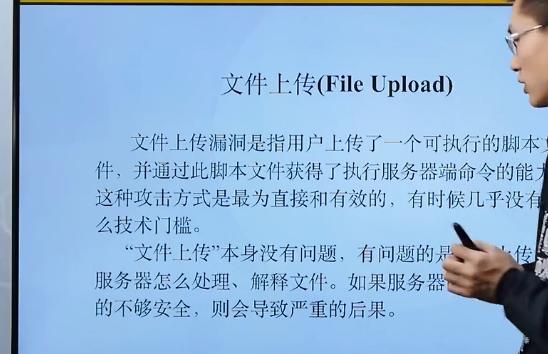 文件上传(File Upload)
文件上传漏洞是指用户上传了一个可执行的脚本
件，并通过此脚本文件获得了执行服务器端命令的能
这种攻击方式是最为直接和有效的，有时候几乎没有
么技术门槛。
“文件上传”本身没有问题，有问题的是 上传
服务器怎么处理、解释文件。如果服务器
的不够安全，则会导致严重的后果。